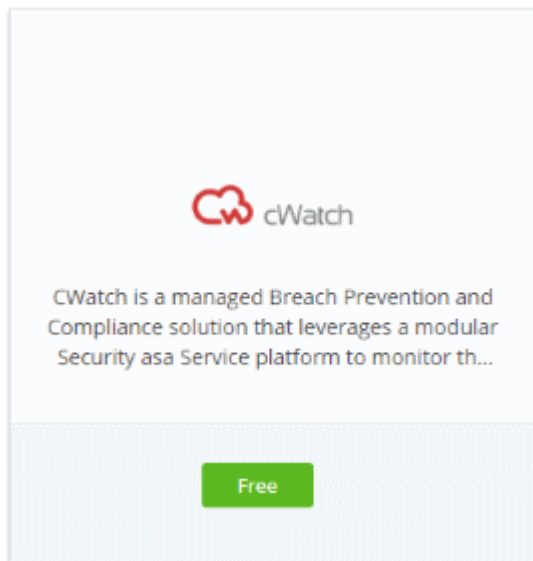 cWatch
CWatch is a managed Breach Prevention and
Compliance solution that leverages a modular
Security asa Service platform to monitor th...
Free